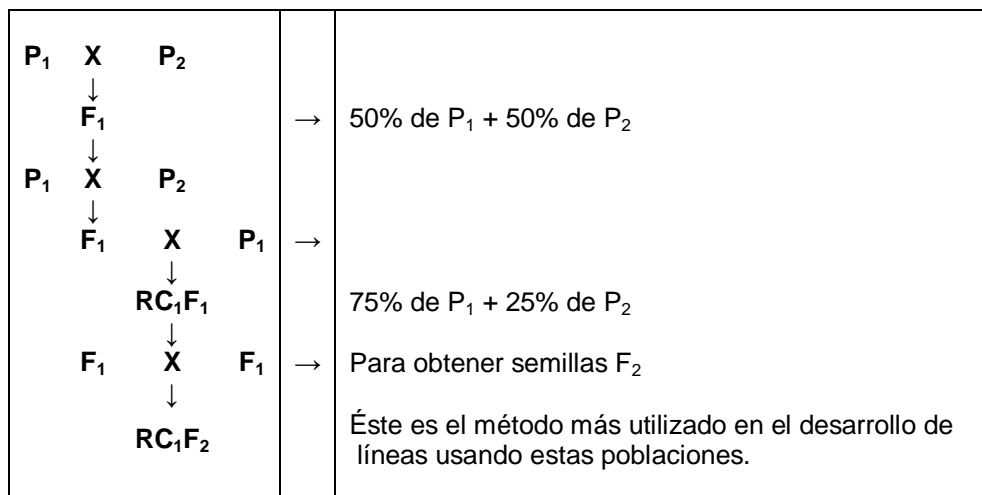 P₁ X P₂
↓
F₁ → 50% de P₁ + 50% de P₂
↓
P₁ X P₂
↓
F₁ X P₁ →
↓
RC₁F₁ 75% de P₁ + 25% de P₂
↓
F₁ X F₁ → Para obtener semillas F₂
↓
RC₁F₂ Éste es el método más utilizado en el desarrollo de
líneas usando estas poblaciones.